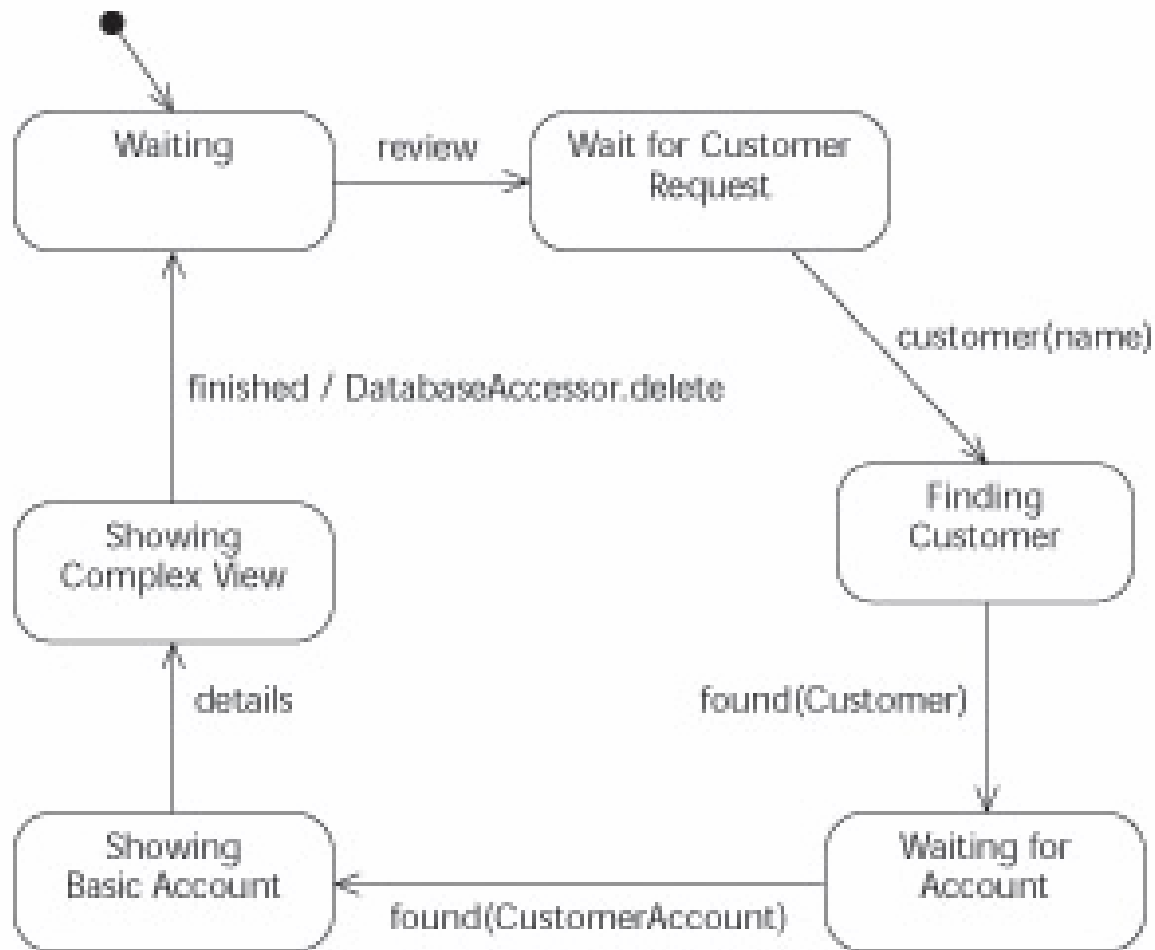 Waiting
review
Wait for Customer
Request
customer(name)
finished / DatabaseAccessor.delete
Finding
Customer
Showing
Complex View
details
found(Customer)
Waiting for
Account
Showing
Basic Account
found(CustomerAccount)